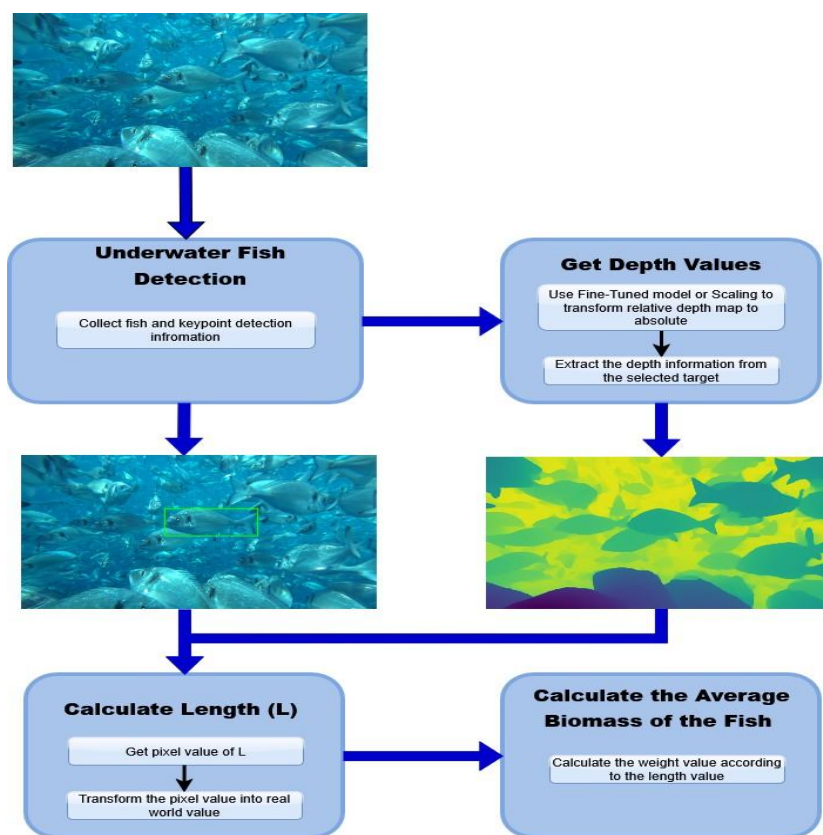 Underwater Fish
Detection
Collect fish and keypoint detection
infromation
Get Depth Values
Use Fine-Tuned model or Scaling to
transform relative depth map to
absolute
Extract the depth information from
the selected target
Calculate Length (L)
Get pixel value of L
Transform the pixel value into real
world value
Calculate the Average
Biomass of the Fish
Calculate the weight value according
to the length value